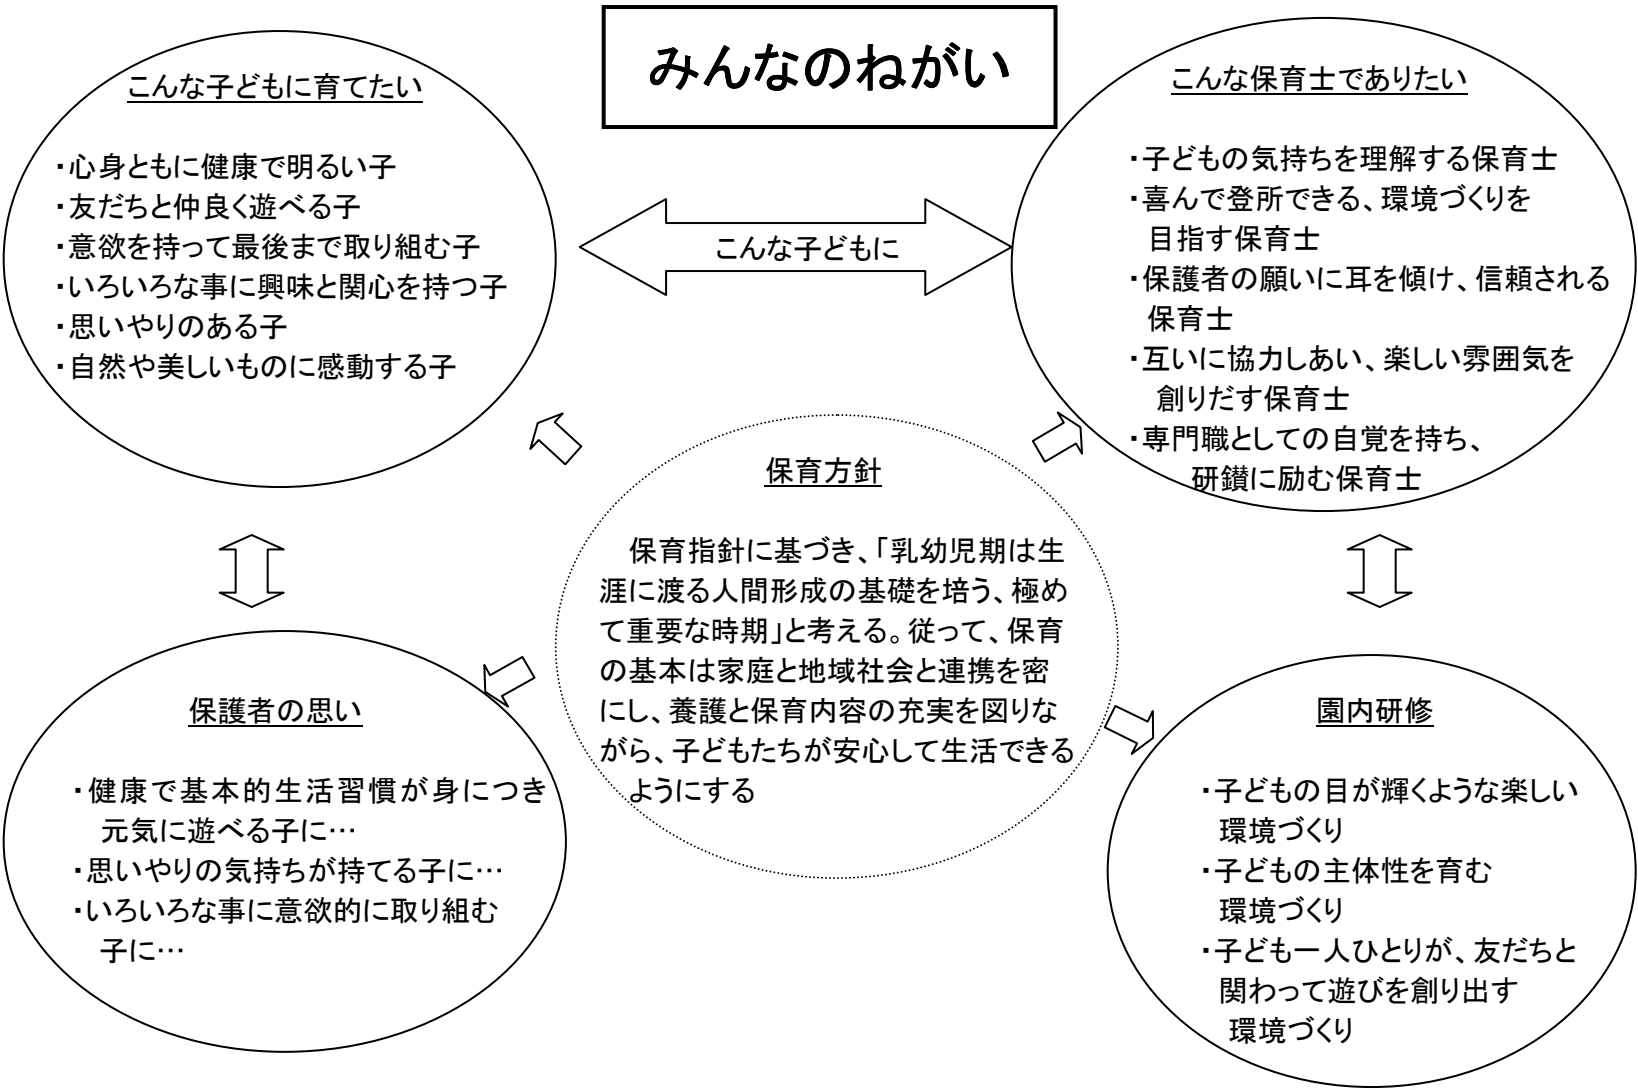 みんなのねがい
こんな子どもに育てたい
・心身ともに健康で明るい子
・友だちと仲良く遊べる子
・意欲を持って最後まで取り組む子
・いろいろな事に興味と関心を持つ子
・思いやりのある子
・自然や美しいものに感動する子
こんな子どもに
こんな保育士でありたい
・子どもの気持ちを理解する保育士
・喜んで登所できる、環境づくりを
目指す保育士
・保護者の願いに耳を傾け、信頼される
保育士
・互いに協力しあい、楽しい雰囲気を
創りだす保育士
・専門職としての自覚を持ち、
研鑚に励む保育士
保育方針
保育指針に基づき、「乳幼児期は生
涯に渡る人間形成の基礎を培う、極め
て重要な時期」と考える。従って、保育
の基本は家庭と地域社会と連携を密
にし、養護と保育内容の充実を図りな
がら、子どもたちが安心して生活できる
ようにする
保護者の思い
・健康で基本的生活習慣が身につき
元気に遊べる子に…
・思いやりの気持ちが持てる子に…
・いろいろな事に意欲的に取り組む
子に…
園内研修
・子どもの目が輝くような楽しい
環境づくり
・子どもの主体性を育む
環境づくり
・子ども一人ひとりが、友だちと
関わって遊びを創り出す
環境づくり